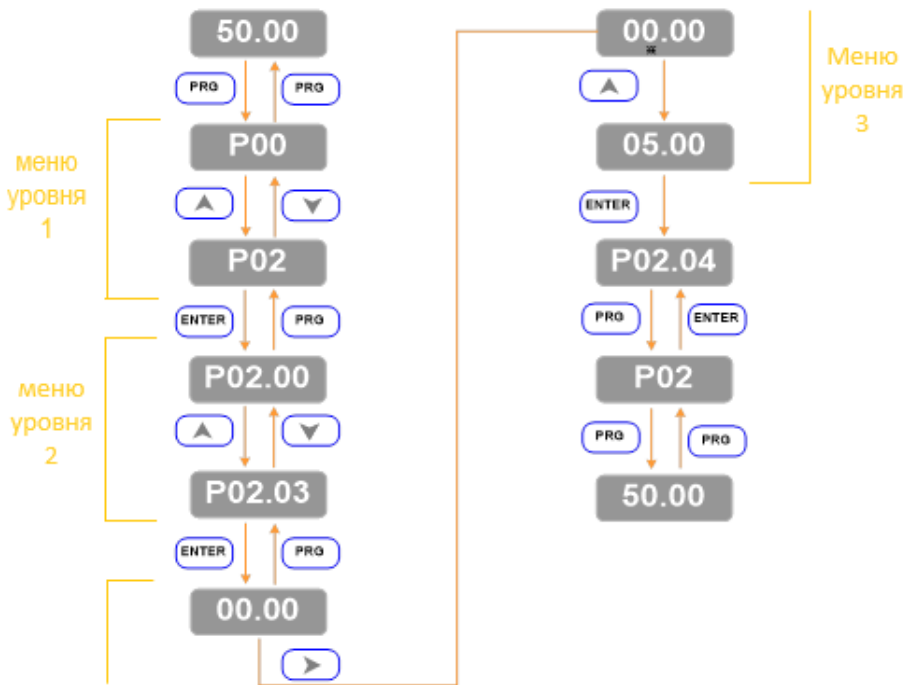 50.00
PRG
PRG
меню
уровня
1
P00
P02
ENTER
PRG
меню
уровня
2
P02.00
P02.03
ENTER
PRG
00.00
00.00
Меню
уровня
3
05.00
ENTER
P02.04
PRG
ENTER
P02
PRG
PRG
50.00